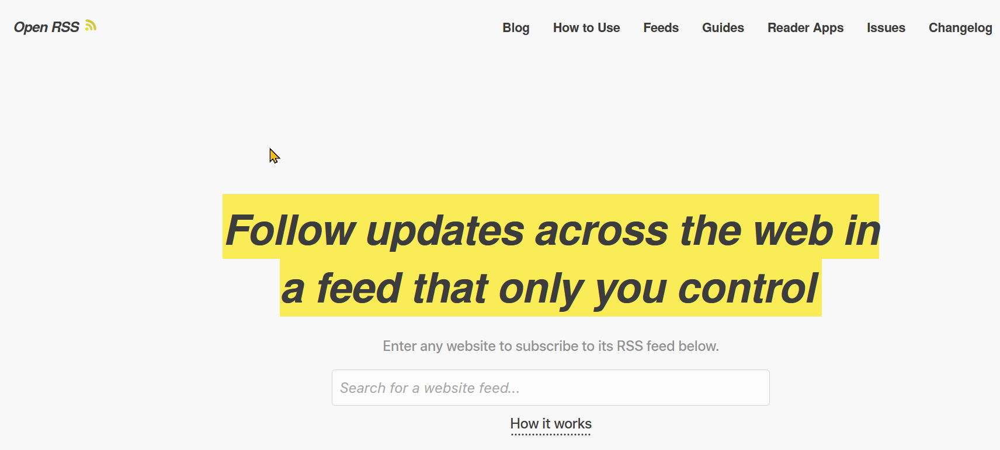 Open RSS
Blog How to Use Feeds Guides Reader Apps Issues Changelog
Follow updates across the web in
a feed that only you control
Enter any website to subscribe to its RSS feed below.
Search for a website feed...
How it works